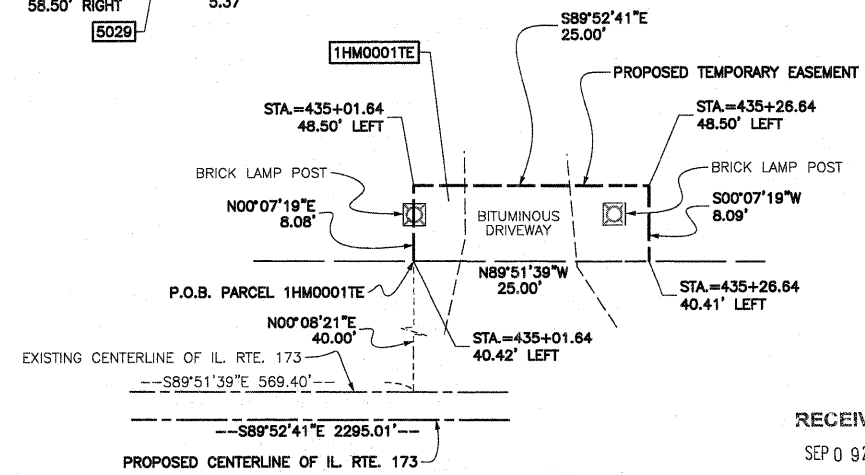 58.50' RIGHT
5.37
5029
S89°52'41"E
25.00'
1HM0001TE
PROPOSED TEMPORARY EASEMENT
STA.=435+01.64
48.50' LEFT
STA.=435+26.64
48.50' LEFT
BRICK LAMP POST
BRICK LAMP POST
N00°07'19"E
8.08'
BITUMINOUS
DRIVEWAY
S00°07'19"W
8.09'
P.O.B. PARCEL 1HM0001TE
N89°51'39"W
25.00'
STA.=435+26.64
40.41' LEFT
N00°08'21"E
40.00'
STA.=435+01.64
40.42' LEFT
EXISTING CENTERLINE OF IL. RTE. 173
--S89°51'39"E 569.40'--
--S89°52'41"E 2295.01'--
PROPOSED CENTERLINE OF IL. RTE. 173
SEP 0 9